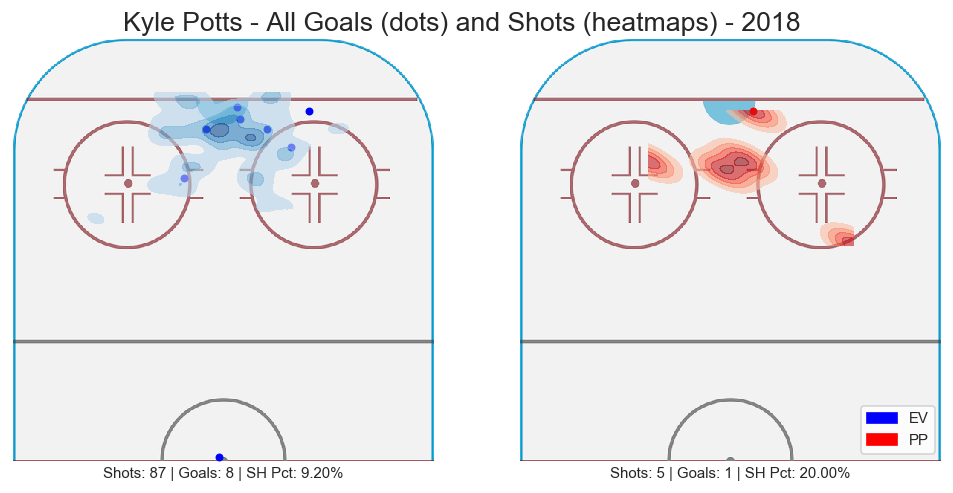 Kyle Potts - All Goals (dots) and Shots (heatmaps) - 2018
EV
PP
Shots: 87 | Goals: 8 | SH Pct: 9.20%
Shots: 5 | Goals: 1 | SH Pct: 20.00%